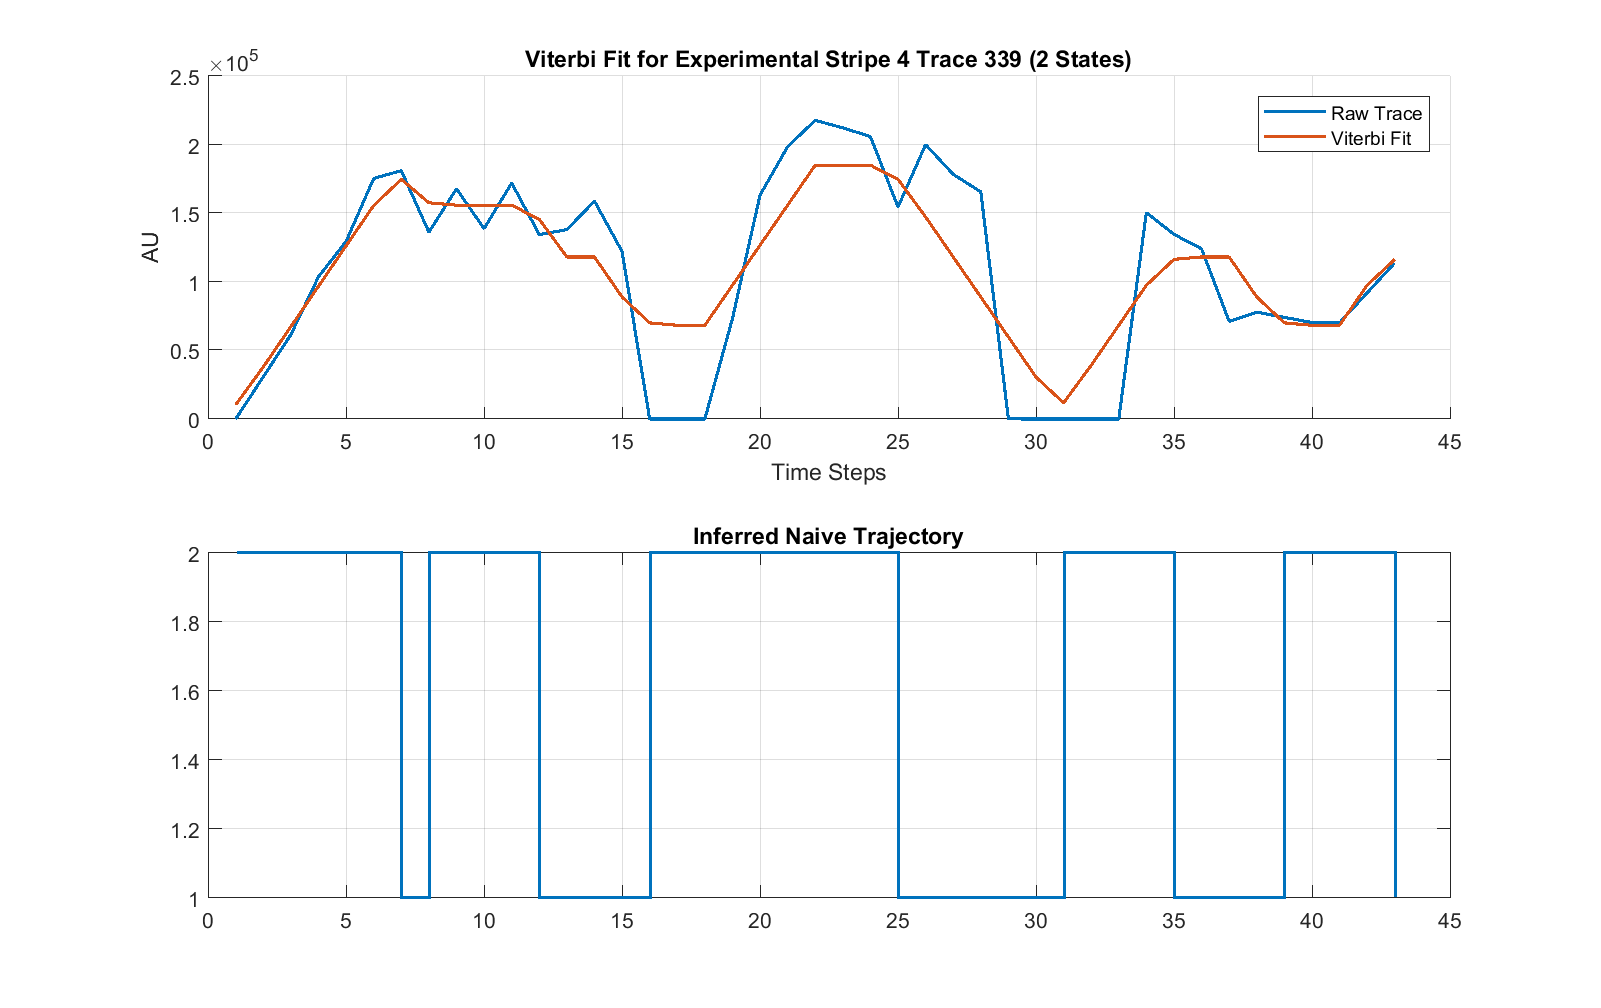 Viterbi Fit for Experimental Stripe 4 Trace 339 (2 States)
×10⁵
2.5
2
1.5
1
0.5
0
AU
Raw Trace
Viterbi Fit
0 5 10 15 20 25 30 35 40 45
Time Steps
Inferred Naive Trajectory
2
1.8
1.6
1.4
1.2
1
0 5 10 15 20 25 30 35 40 45